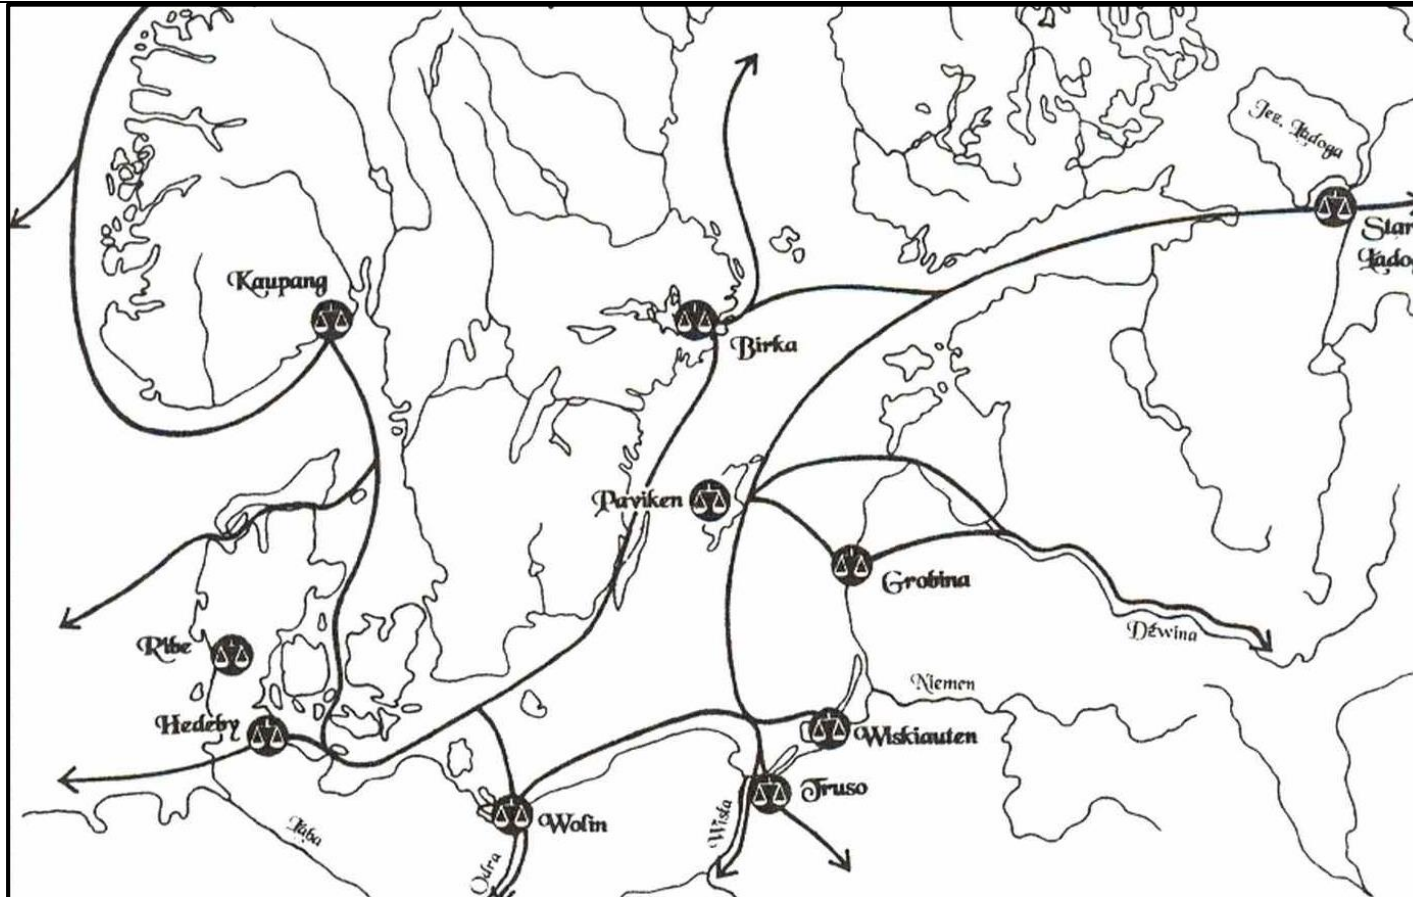 Jez. Ładoga
Star
Ładog
Kaupang
Birka
Paviken
Grobina
Dźwina
Ribe
Niemen
Hedeby
Wiskiauten
Truso
Wolin
Wisła
Łaba
Odra